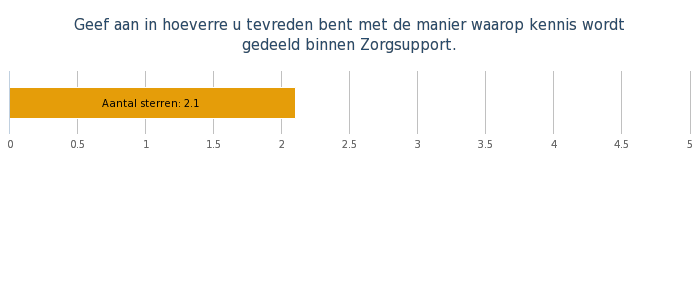 Geef aan in hoeverre u tevreden bent met de manier waarop kennis wordt
gedeeld binnen Zorgsupport.
Aantal sterren: 2.1
0 0.5 1 1.5 2 2.5 3 3.5 4 4.5 5